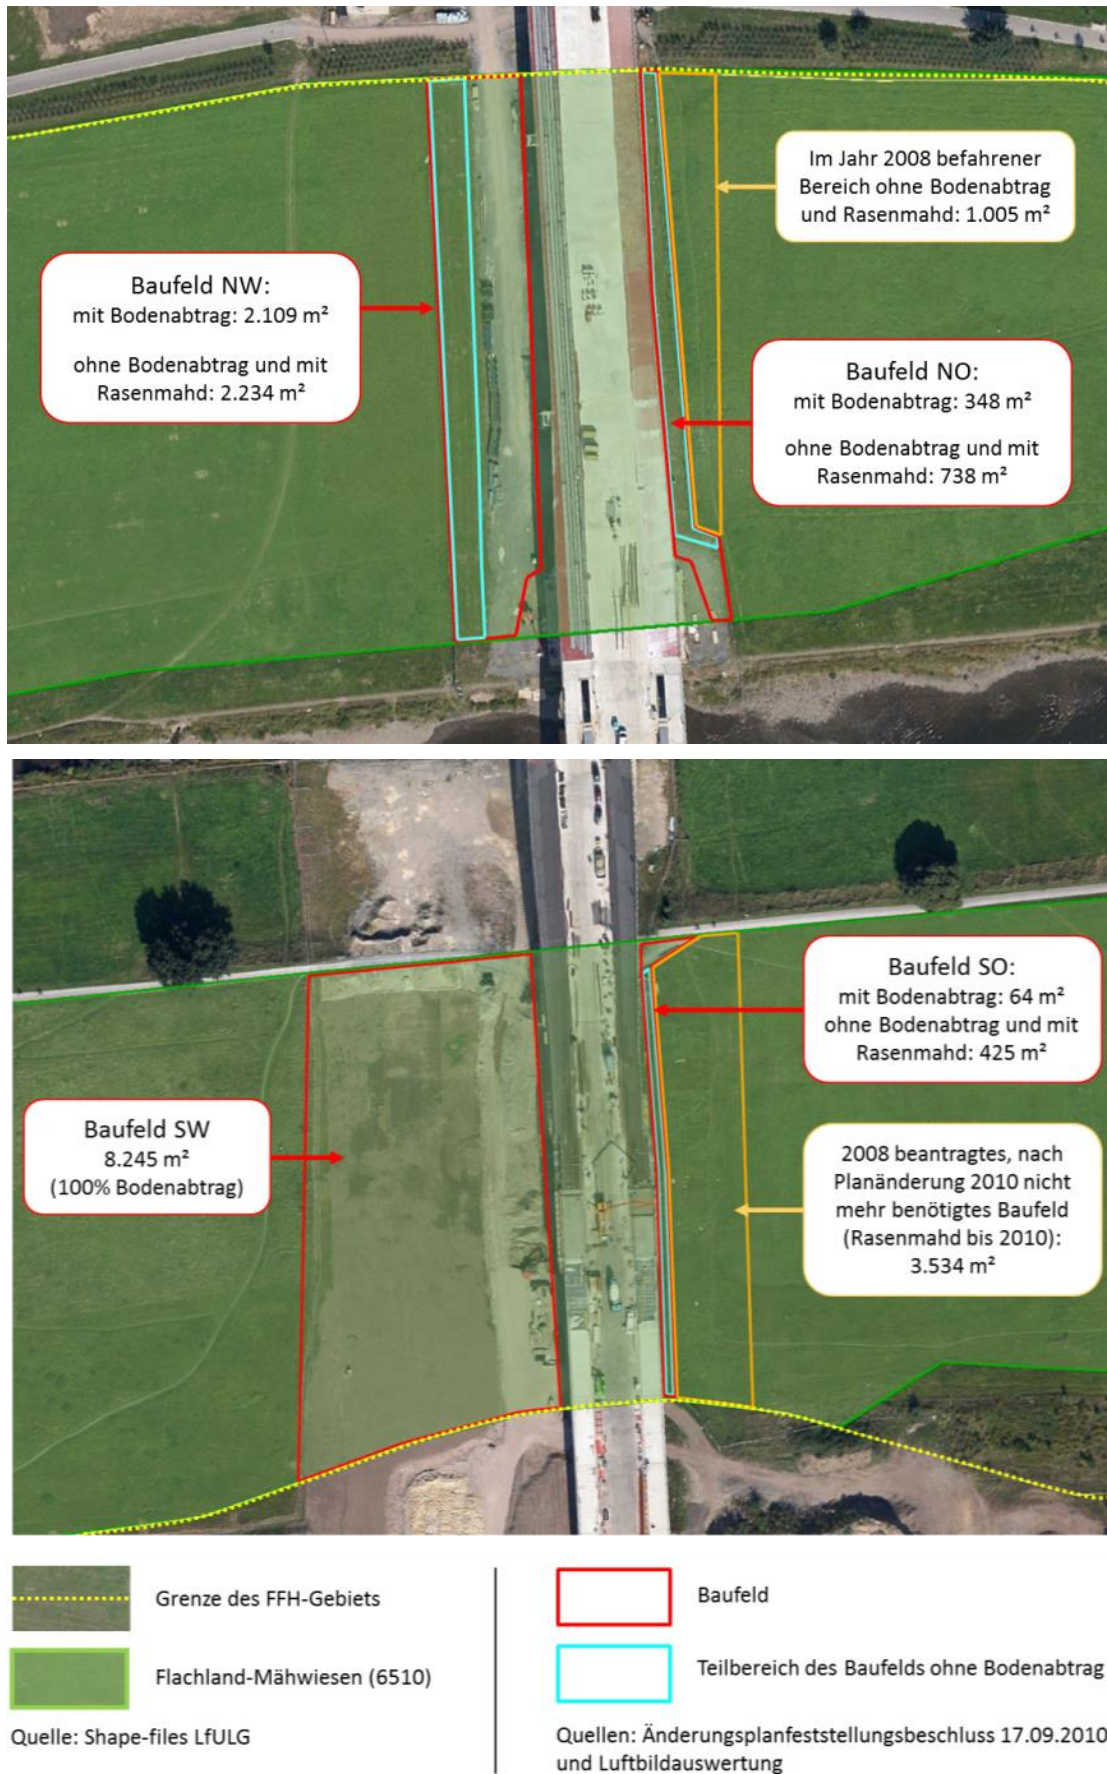 Im Jahr 2008 befahrener
Bereich ohne Bodenabtrag
und Rasenmahd: 1.005 m²
Baufeld NW:
mit Bodenabtrag: 2.109 m²
ohne Bodenabtrag und mit
Rasenmahd: 2.234 m²
Baufeld NO:
mit Bodenabtrag: 348 m²
ohne Bodenabtrag und mit
Rasenmahd: 738 m²
Baufeld SO:
mit Bodenabtrag: 64 m²
ohne Bodenabtrag und mit
Rasenmahd: 425 m²
Baufeld SW
8.245 m²
(100% Bodenabtrag)
2008 beantragtes, nach
Planänderung 2010 nicht
mehr benötigtes Baufeld
(Rasenmahd bis 2010):
3.534 m²
Grenze des FFH-Gebiets
Flachland-Mähwiesen (6510)
Quelle: Shape-files LfULG
Baufeld
Teilbereich des Baufelds ohne Bodenabtrag
Quellen: Änderungsplanfeststellungsbeschluss 17.09.2010
und Luftbildauswertung